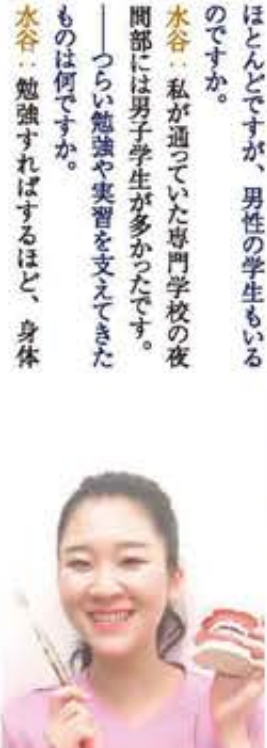 ほとんどですが、男性の学生もいる
のですか。
水谷：私が通っていた専門学校の夜
間部には男子学生が多かったです。
――つらい勉強や実習を支えてきた
ものは何ですか。
水谷：勉強すればするほど、身体